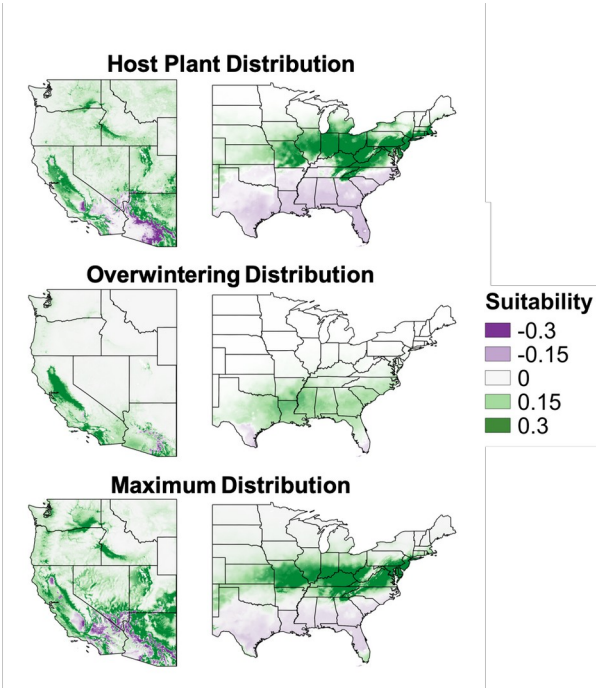 Host Plant Distribution
Overwintering Distribution
Suitability
-0.3
-0.15
0
0.15
0.3
Maximum Distribution